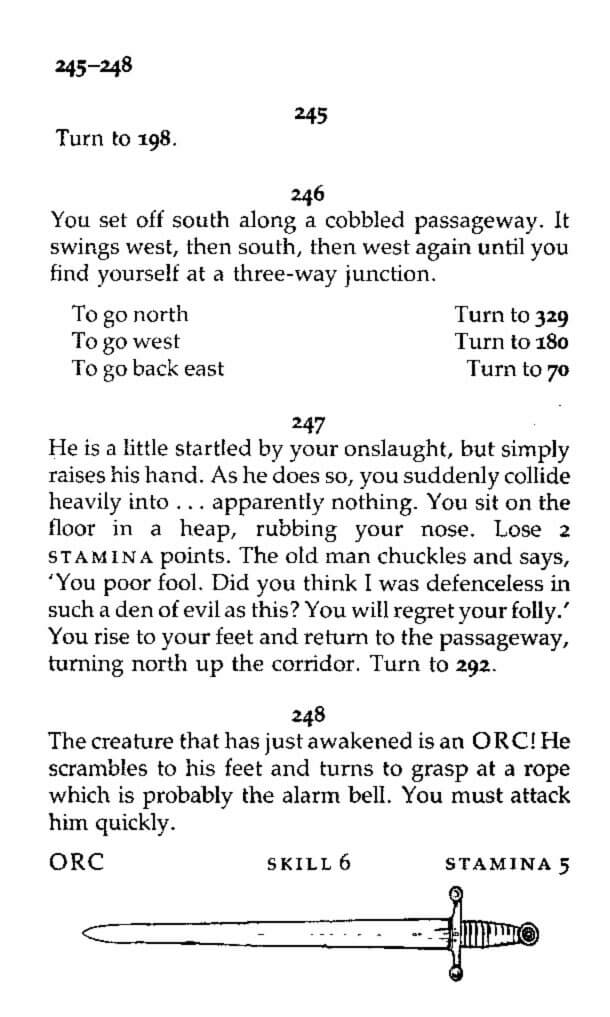 245–248
245
Turn to 198.
246
You set off south along a cobbled passageway. It
swings west, then south, then west again until you
find yourself at a three-way junction.
To go north Turn to 329
To go west Turn to 180
To go back east Turn to 70
247
He is a little startled by your onslaught, but simply
raises his hand. As he does so, you suddenly collide
heavily into . . . apparently nothing. You sit on the
floor in a heap, rubbing your nose. Lose 2
STAMINA points. The old man chuckles and says,
‘You poor fool. Did you think I was defenceless in
such a den of evil as this? You will regret your folly.’
You rise to your feet and return to the passageway,
turning north up the corridor. Turn to 292.
248
The creature that has just awakened is an ORC! He
scrambles to his feet and turns to grasp at a rope
which is probably the alarm bell. You must attack
him quickly.
ORC SKILL 6 STAMINA 5